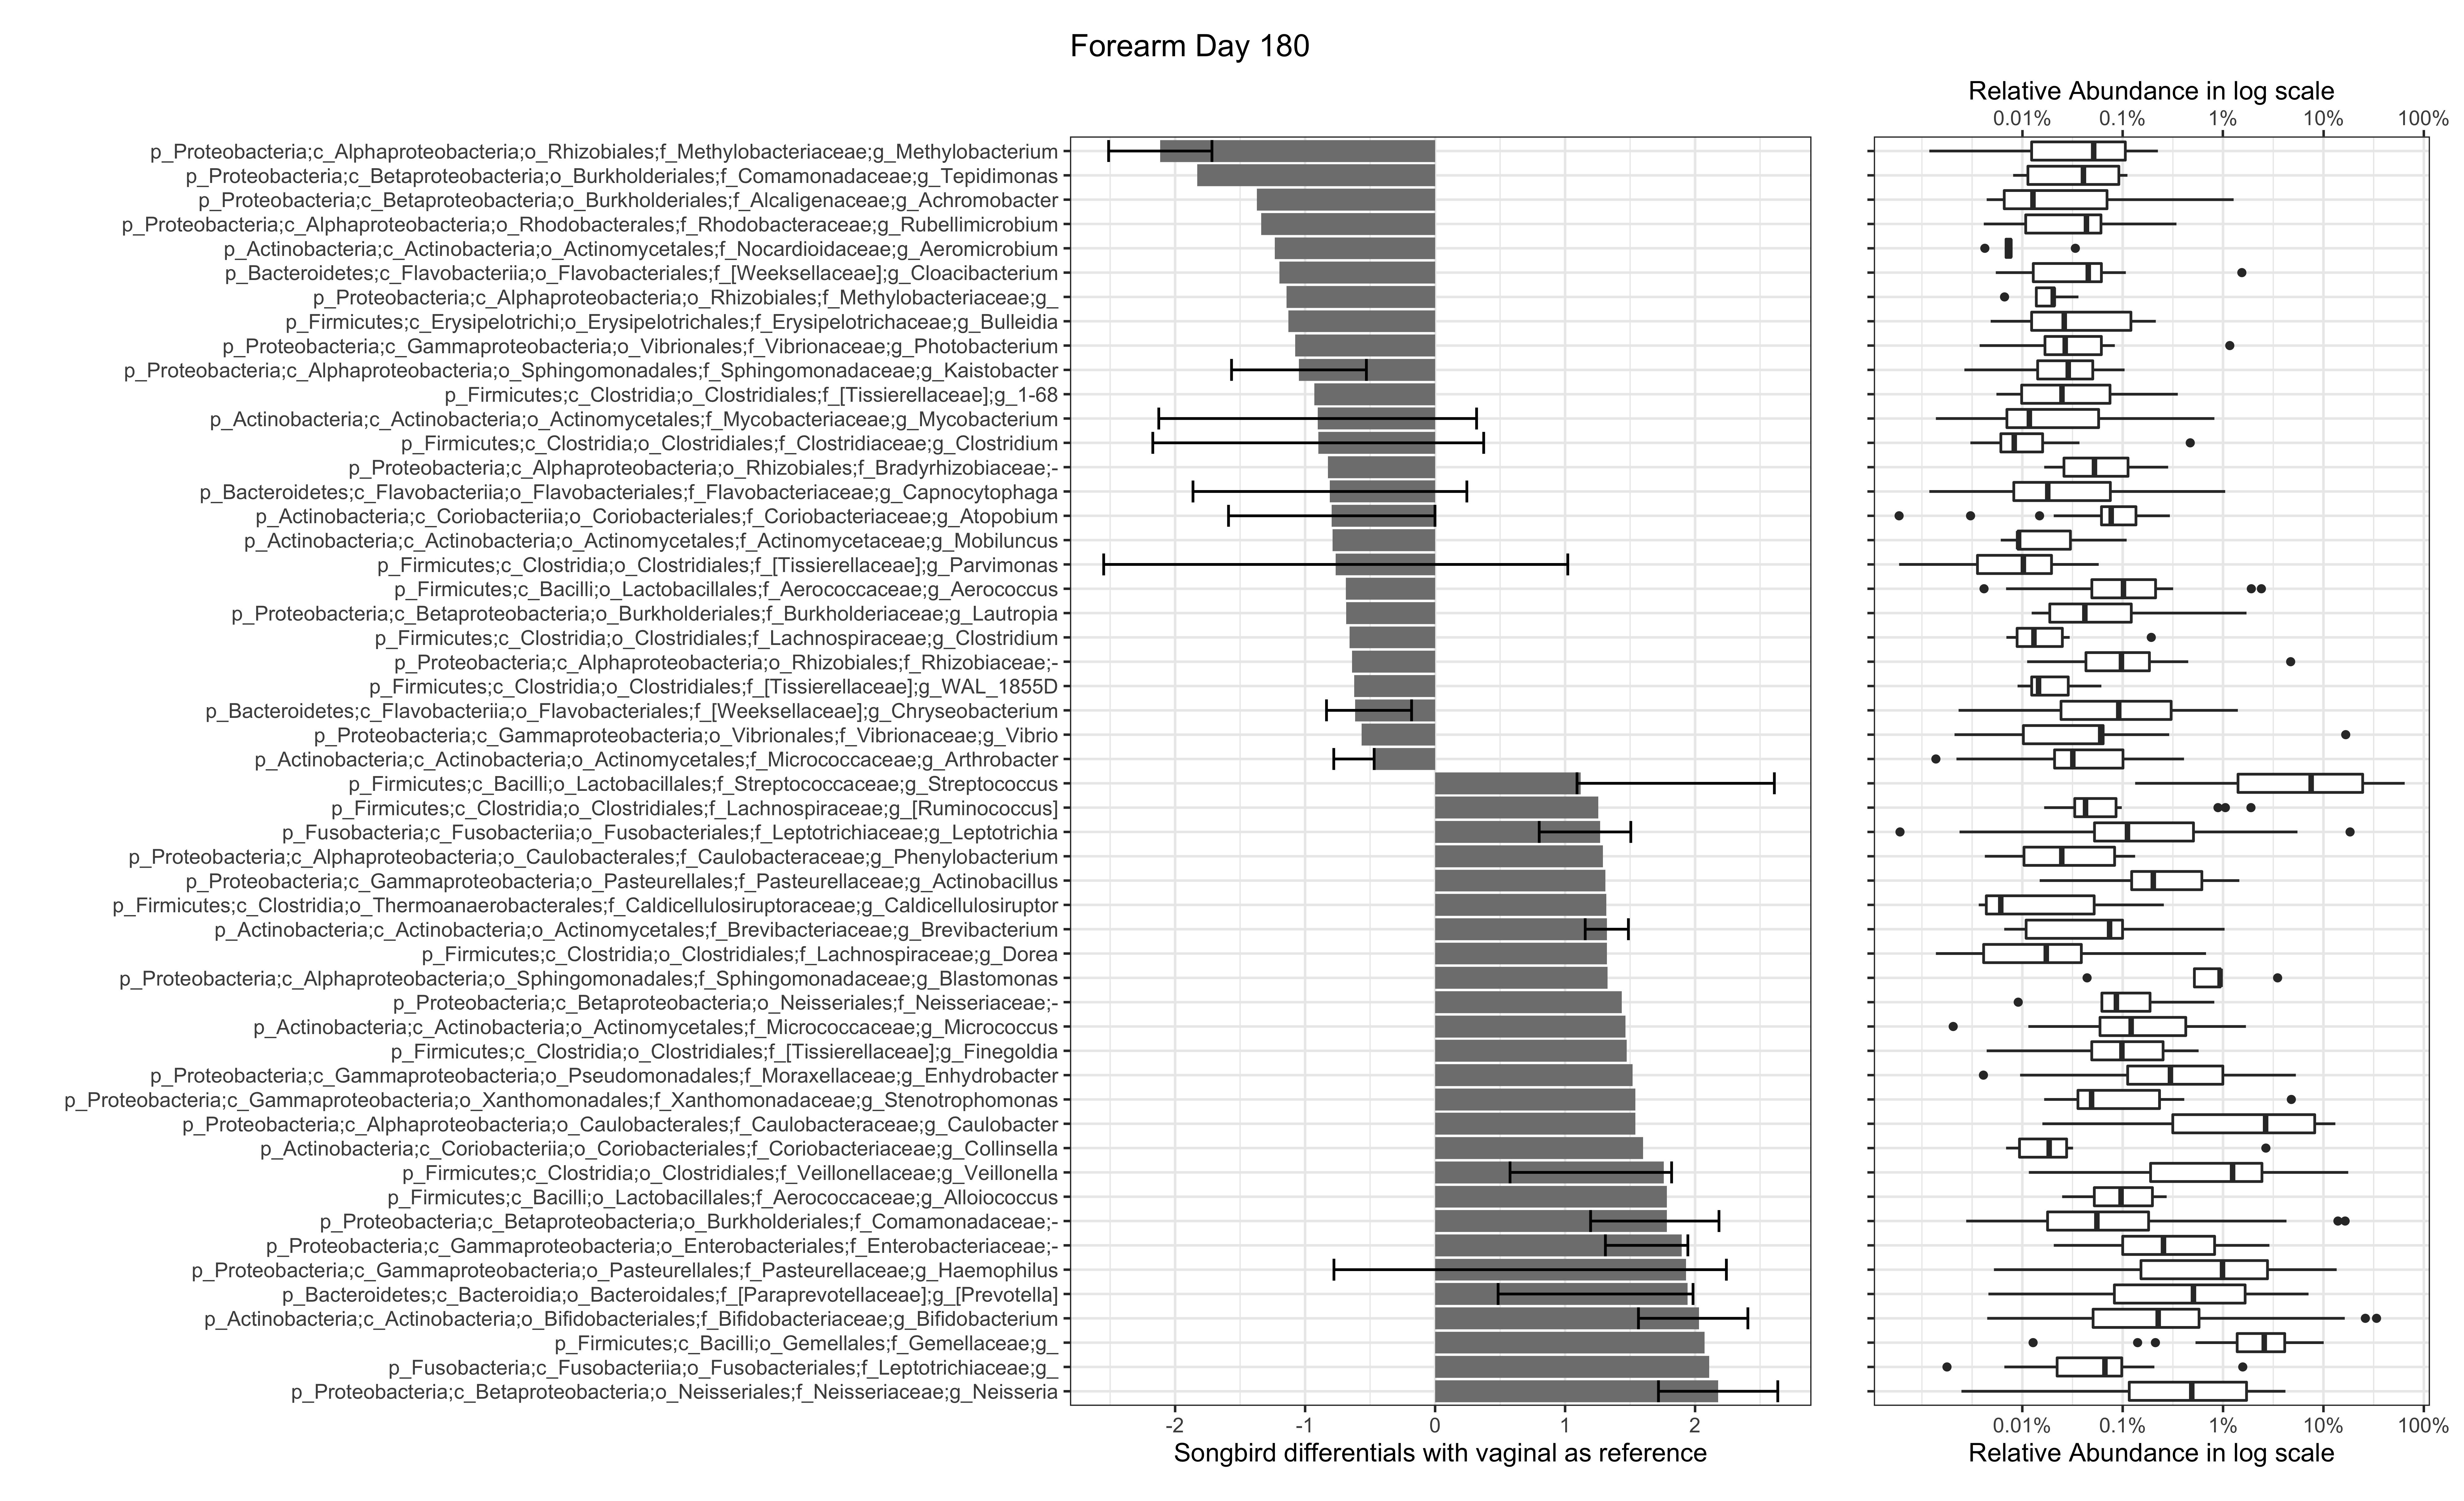 Forearm Day 180
Relative Abundance in log scale
0.01% 0.1% 1% 10% 100%
p_Proteobacteria;c_Alphaproteobacteria;o_Rhizobiales;f_Methylobacteriaceae;g_Methylobacterium
p_Proteobacteria;c_Betaproteobacteria;o_Burkholderiales;f_Comamonadaceae;g_Tepidimonas
p_Proteobacteria;c_Betaproteobacteria;o_Burkholderiales;f_Alcaligenaceae;g_Achromobacter
p_Proteobacteria;c_Alphaproteobacteria;o_Rhodobacterales;f_Rhodobacteraceae;g_Rubellimicrobium
p_Actinobacteria;c_Actinobacteria;o_Actinomycetales;f_Nocardioidaceae;g_Aeromicrobium
p_Bacteroidetes;c_Flavobacteriia;o_Flavobacteriales;f_[Weeksellaceae];g_Cloacibacterium
p_Proteobacteria;c_Alphaproteobacteria;o_Rhizobiales;f_Methylobacteriaceae;g_
p_Firmicutes;c_Erysipelotrichi;o_Erysipelotrichales;f_Erysipelotrichaceae;g_Bulleidia
p_Proteobacteria;c_Gammaproteobacteria;o_Vibrionales;f_Vibrionaceae;g_Photobacterium
p_Proteobacteria;c_Alphaproteobacteria;o_Sphingomonadales;f_Sphingomonadaceae;g_Kaistobacter
p_Firmicutes;c_Clostridia;o_Clostridiales;f_[Tissierellaceae];g_1-68
p_Actinobacteria;c_Actinobacteria;o_Actinomycetales;f_Mycobacteriaceae;g_Mycobacterium
p_Firmicutes;c_Clostridia;o_Clostridiales;f_Clostridiaceae;g_Clostridium
p_Proteobacteria;c_Alphaproteobacteria;o_Rhizobiales;f_Bradyrhizobiaceae;-
p_Bacteroidetes;c_Flavobacteriia;o_Flavobacteriales;f_Flavobacteriaceae;g_Capnocytophaga
p_Actinobacteria;c_Coriobacteriia;o_Coriobacteriales;f_Coriobacteriaceae;g_Atopobium
p_Actinobacteria;c_Actinobacteria;o_Actinomycetales;f_Actinomycetaceae;g_Mobiluncus
p_Firmicutes;c_Clostridia;o_Clostridiales;f_[Tissierellaceae];g_Parvimonas
p_Firmicutes;c_Bacilli;o_Lactobacillales;f_Aerococcaceae;g_Aerococcus
p_Proteobacteria;c_Betaproteobacteria;o_Burkholderiales;f_Burkholderiaceae;g_Lautropia
p_Firmicutes;c_Clostridia;o_Clostridiales;f_Lachnospiraceae;g_Clostridium
p_Proteobacteria;c_Alphaproteobacteria;o_Rhizobiales;f_Rhizobiaceae;-
p_Firmicutes;c_Clostridia;o_Clostridiales;f_[Tissierellaceae];g_WAL_1855D
p_Bacteroidetes;c_Flavobacteriia;o_Flavobacteriales;f_[Weeksellaceae];g_Chryseobacterium
p_Proteobacteria;c_Gammaproteobacteria;o_Vibrionales;f_Vibrionaceae;g_Vibrio
p_Actinobacteria;c_Actinobacteria;o_Actinomycetales;f_Micrococcaceae;g_Arthrobacter
p_Firmicutes;c_Bacilli;o_Lactobacillales;f_Streptococcaceae;g_Streptococcus
p_Firmicutes;c_Clostridia;o_Clostridiales;f_Lachnospiraceae;g_[Ruminococcus]
p_Fusobacteria;c_Fusobacteriia;o_Fusobacteriales;f_Leptotrichiaceae;g_Leptotrichia
p_Proteobacteria;c_Alphaproteobacteria;o_Caulobacterales;f_Caulobacteraceae;g_Phenylobacterium
p_Proteobacteria;c_Gammaproteobacteria;o_Pasteurellales;f_Pasteurellaceae;g_Actinobacillus
p_Firmicutes;c_Clostridia;o_Thermoanaerobacterales;f_Caldicellulosiruptoraceae;g_Caldicellulosiruptor
p_Actinobacteria;c_Actinobacteria;o_Actinomycetales;f_Brevibacteriaceae;g_Brevibacterium
p_Firmicutes;c_Clostridia;o_Clostridiales;f_Lachnospiraceae;g_Dorea
p_Proteobacteria;c_Alphaproteobacteria;o_Sphingomonadales;f_Sphingomonadaceae;g_Blastomonas
p_Proteobacteria;c_Betaproteobacteria;o_Neisseriales;f_Neisseriaceae;-
p_Actinobacteria;c_Actinobacteria;o_Actinomycetales;f_Micrococcaceae;g_Micrococcus
p_Firmicutes;c_Clostridia;o_Clostridiales;f_[Tissierellaceae];g_Finegoldia
p_Proteobacteria;c_Gammaproteobacteria;o_Pseudomonadales;f_Moraxellaceae;g_Enhydrobacter
p_Proteobacteria;c_Gammaproteobacteria;o_Xanthomonadales;f_Xanthomonadaceae;g_Stenotrophomonas
p_Proteobacteria;c_Alphaproteobacteria;o_Caulobacterales;f_Caulobacteraceae;g_Caulobacter
p_Actinobacteria;c_Coriobacteriia;o_Coriobacteriales;f_Coriobacteriaceae;g_Collinsella
p_Firmicutes;c_Clostridia;o_Clostridiales;f_Veillonellaceae;g_Veillonella
p_Firmicutes;c_Bacilli;o_Lactobacillales;f_Aerococcaceae;g_Alloiococcus
p_Proteobacteria;c_Betaproteobacteria;o_Burkholderiales;f_Comamonadaceae;-
p_Proteobacteria;c_Gammaproteobacteria;o_Enterobacteriales;f_Enterobacteriaceae;-
p_Proteobacteria;c_Gammaproteobacteria;o_Pasteurellales;f_Pasteurellaceae;g_Haemophilus
p_Bacteroidetes;c_Bacteroidia;o_Bacteroidales;f_[Paraprevotellaceae];g_[Prevotella]
p_Actinobacteria;c_Actinobacteria;o_Bifidobacteriales;f_Bifidobacteriaceae;g_Bifidobacterium
p_Firmicutes;c_Bacilli;o_Gemellales;f_Gemellaceae;g_
p_Fusobacteria;c_Fusobacteriia;o_Fusobacteriales;f_Leptotrichiaceae;g_
p_Proteobacteria;c_Betaproteobacteria;o_Neisseriales;f_Neisseriaceae;g_Neisseria
-2 -1 0 1 2
Songbird differentials with vaginal as reference
0.01% 0.1% 1% 10% 100%
Relative Abundance in log scale